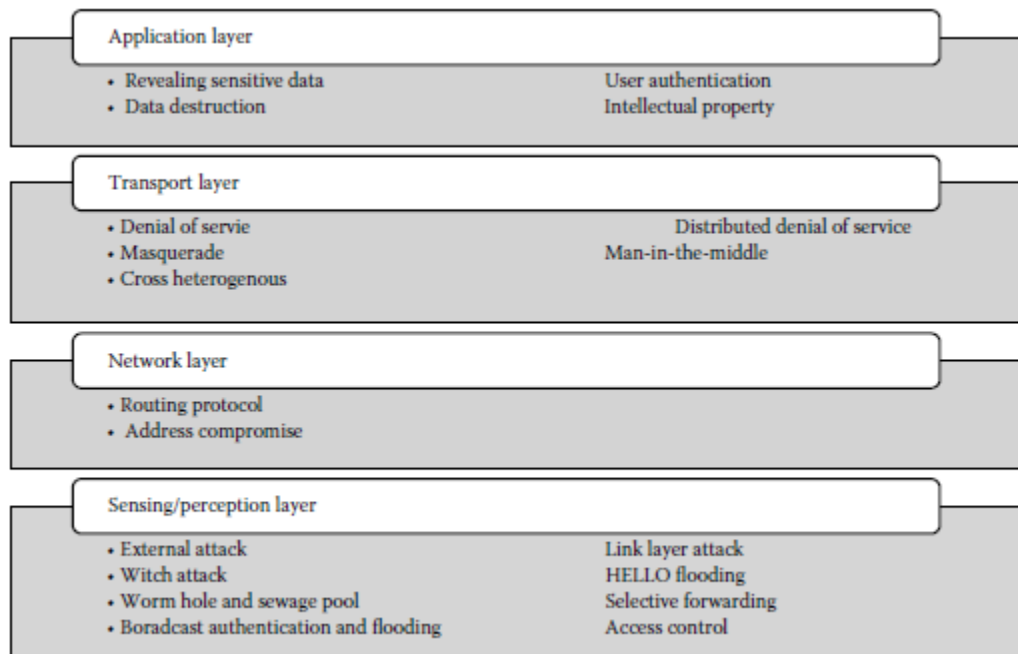 Application layer
• Revealing sensitive data User authentication
• Data destruction Intellectual property
Transport layer
• Denial of servie Distributed denial of service
• Masquerade Man-in-the-middle
• Cross heterogenous
Network layer
• Routing protocol
• Address compromise
Sensing/perception layer
• External attack Link layer attack
• Witch attack HELLO flooding
• Worm hole and sewage pool Selective forwarding
• Boradcast authentication and flooding Access control